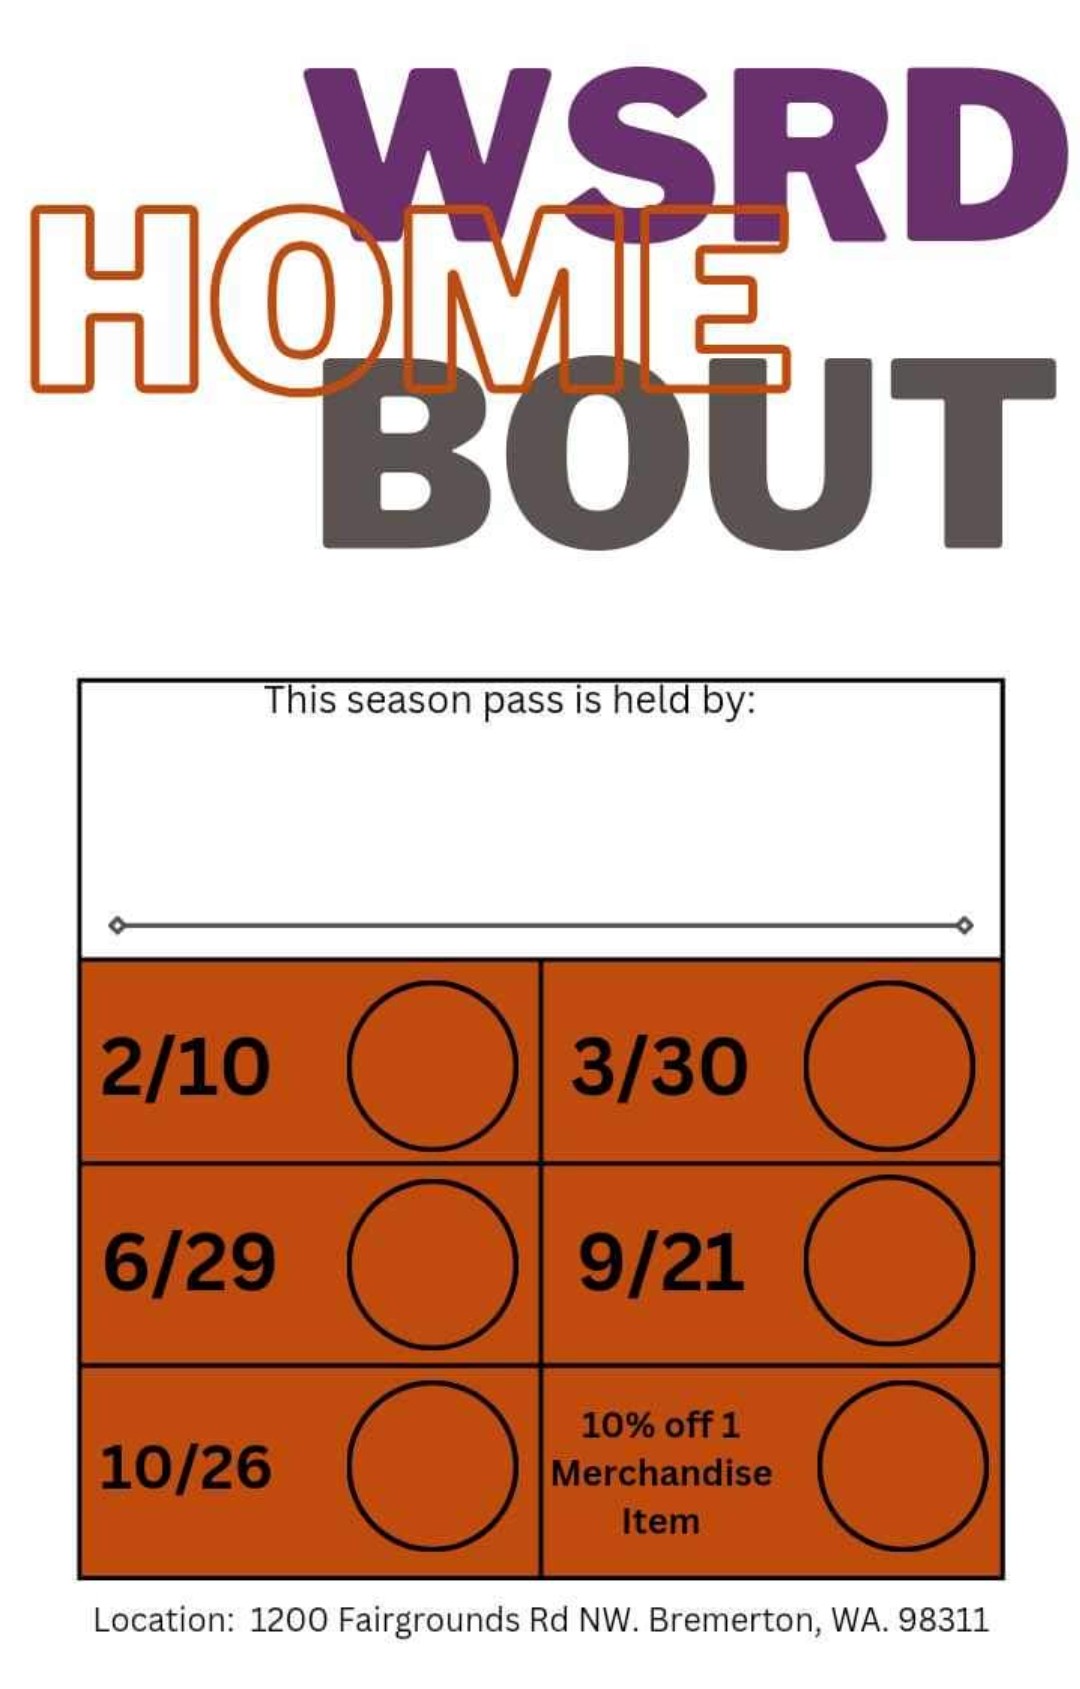 WSRD
HOME
BOUT
This season pass is held by:
2/10
3/30
6/29
9/21
10/26
10% off 1
Merchandise
Item
Location: 1200 Fairgrounds Rd NW. Bremerton, WA. 98311